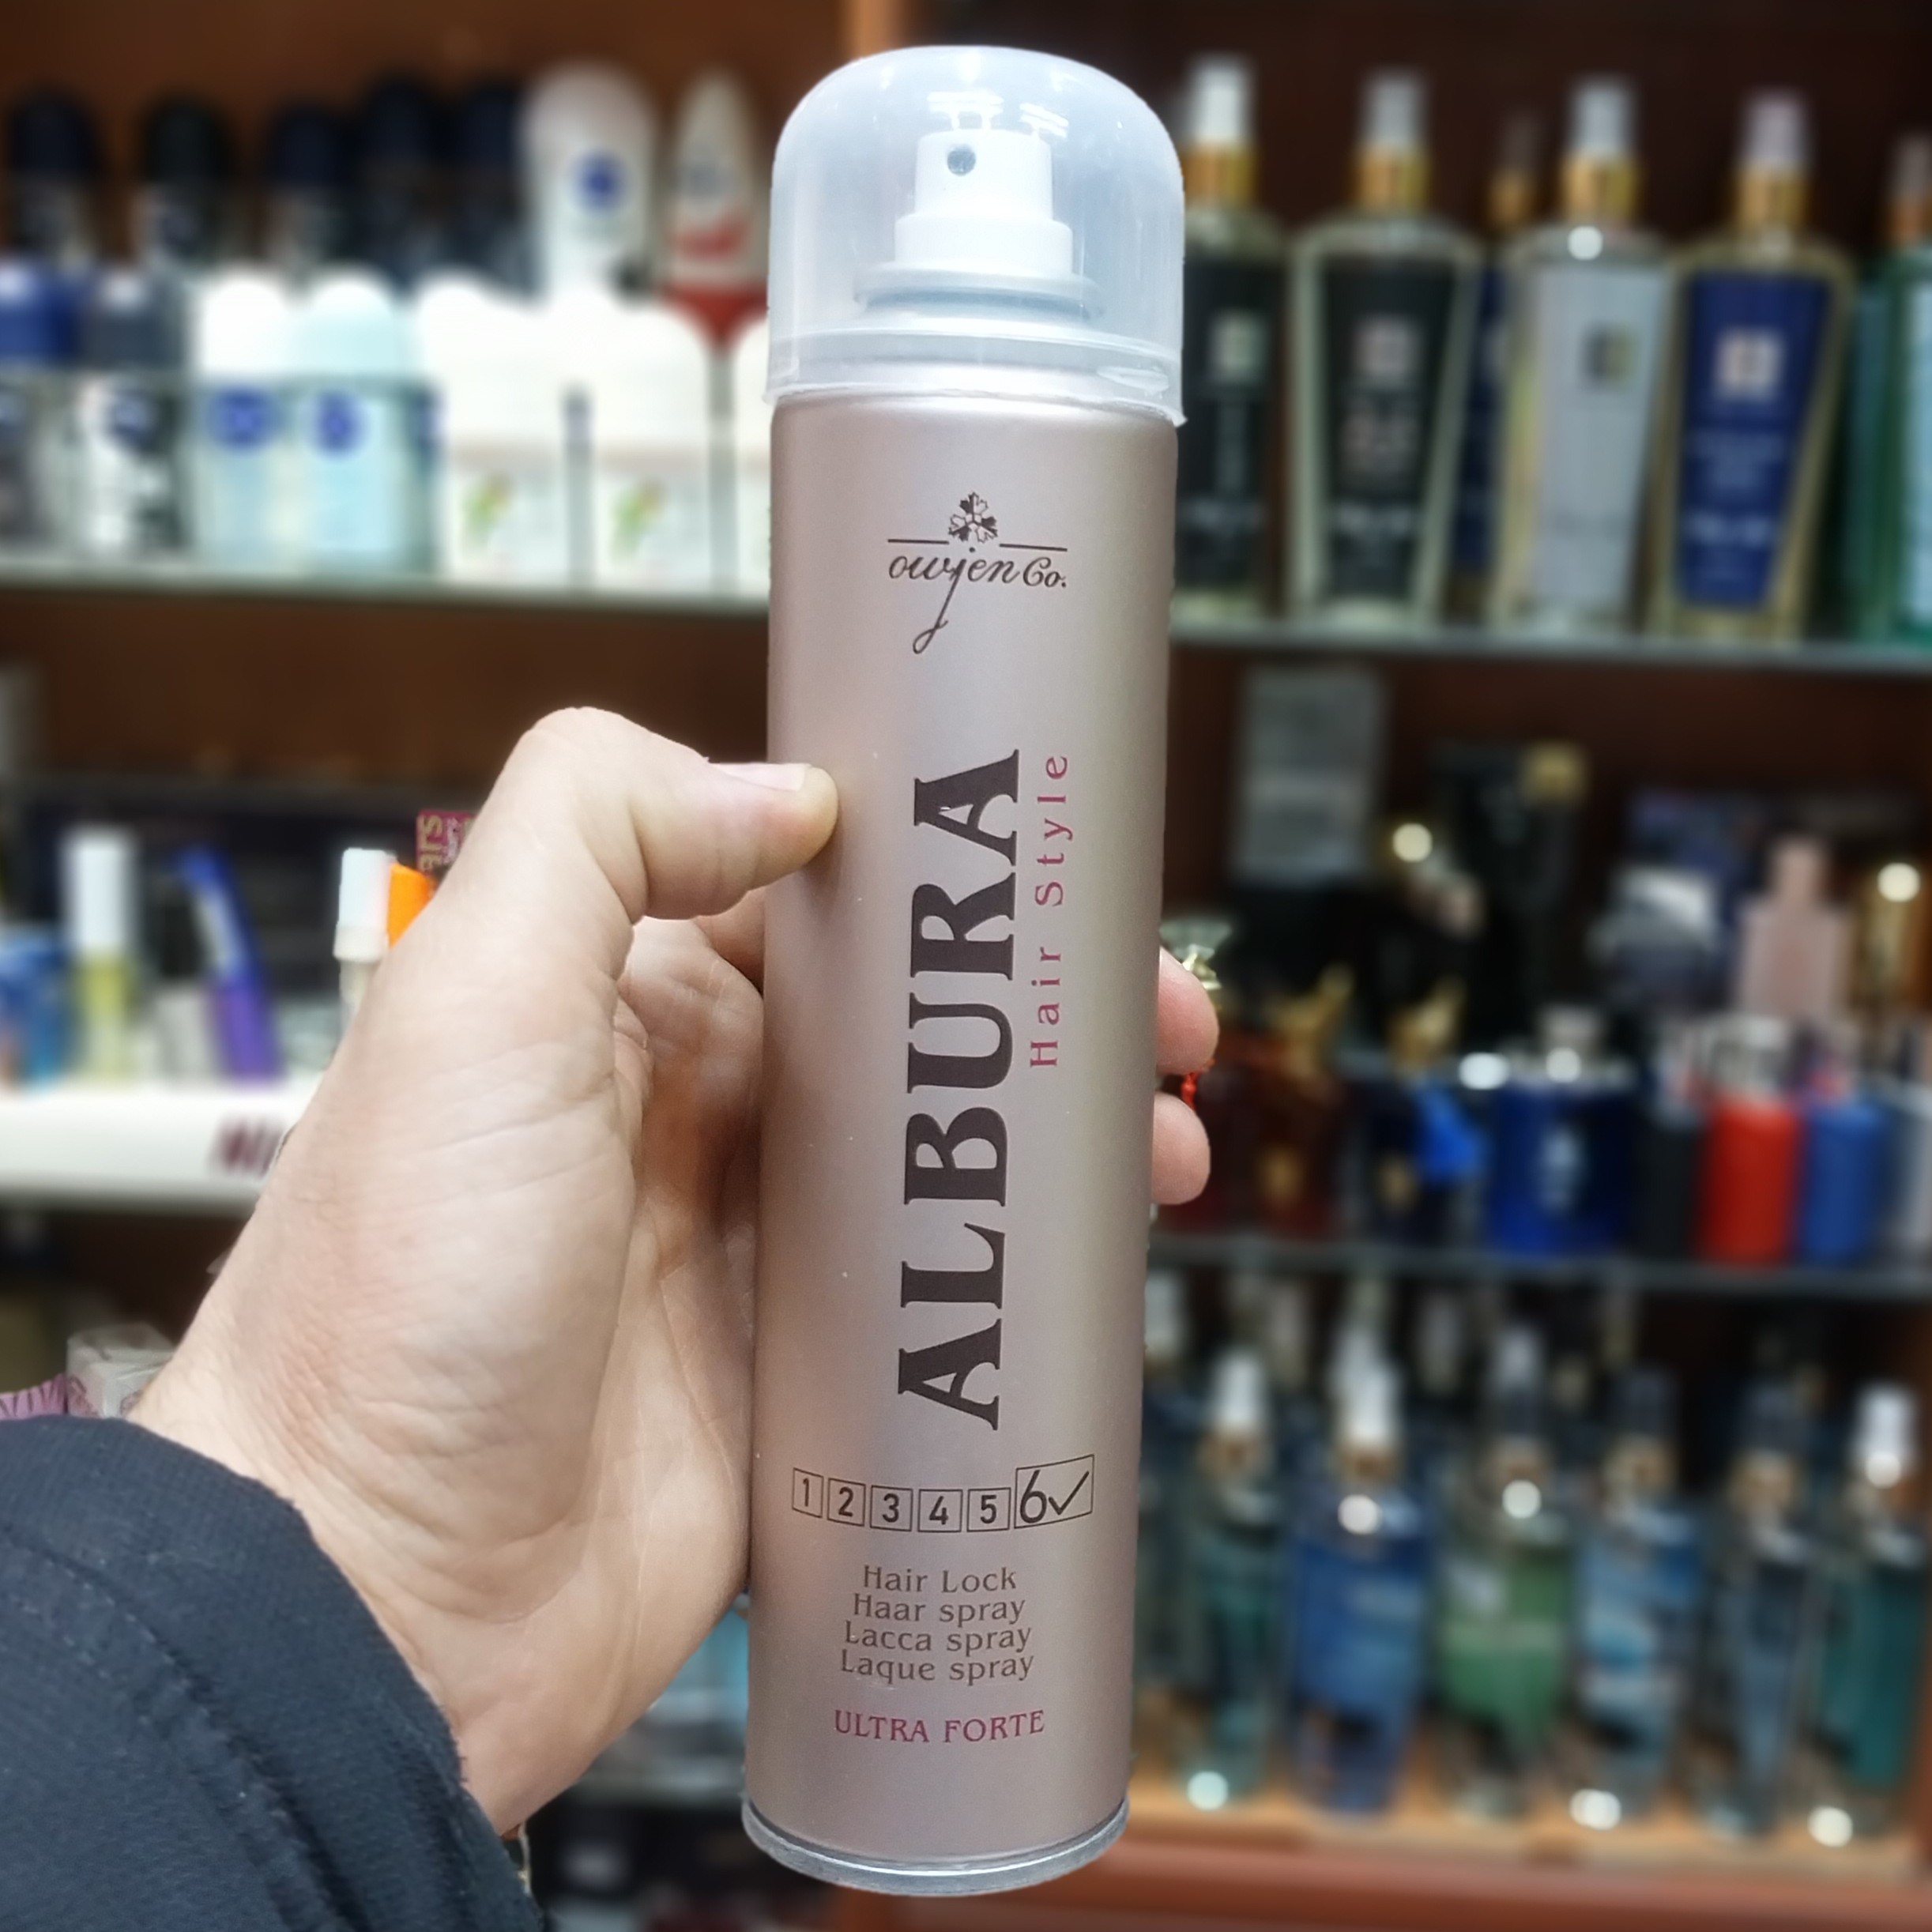 owjen Co.
ALBURA
Hair Style
1 2 3 4 5 6✓
Hair Lock
Haar spray
Lacca spray
Laque spray
ULTRA FORTE